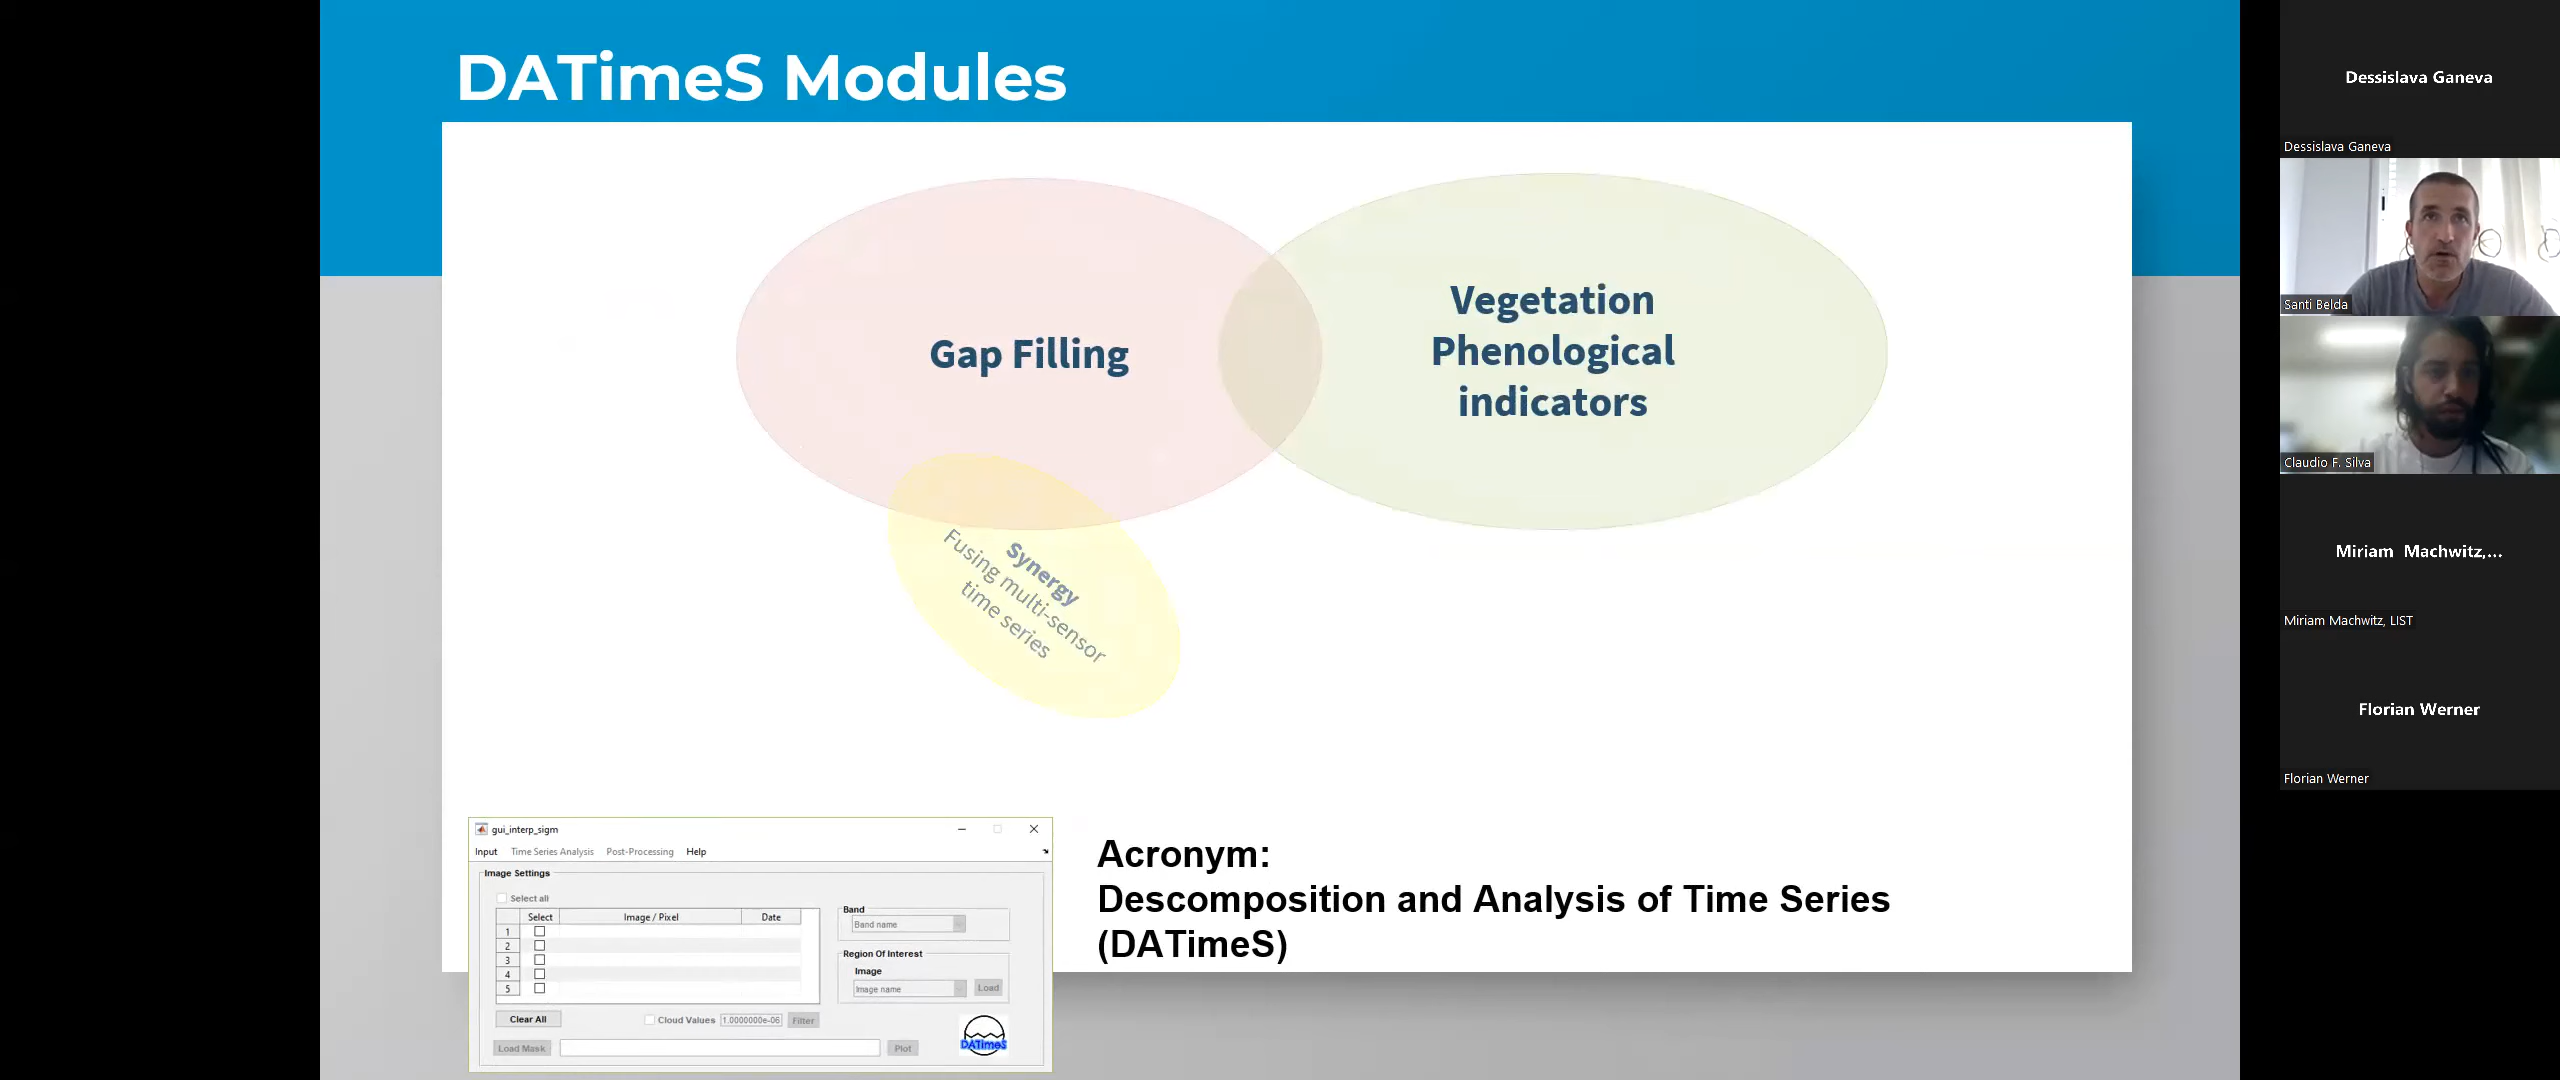 DATimeS Modules
Gap Filling
Vegetation
Phenological
indicators
Synergy
Fusing multi-sensor
time series
gui_interp_sigm
Input Time Series Analysis Post-Processing Help
Image Settings
Select all
Select Image / Pixel Date
1
2
3
4
5
Band
Band name
Region Of Interest
Image
Image name Load
Clear All Cloud Values 1.0000000e-06 Filter
Load Mask Plot
DATimeS
Acronym:
Descomposition and Analysis of Time Series
(DATimeS)
Dessislava Ganeva
Dessislava Ganeva
Santi Belda
Claudio F. Silva
Miriam Machwitz,...
Miriam Machwitz, LIST
Florian Werner
Florian Werner